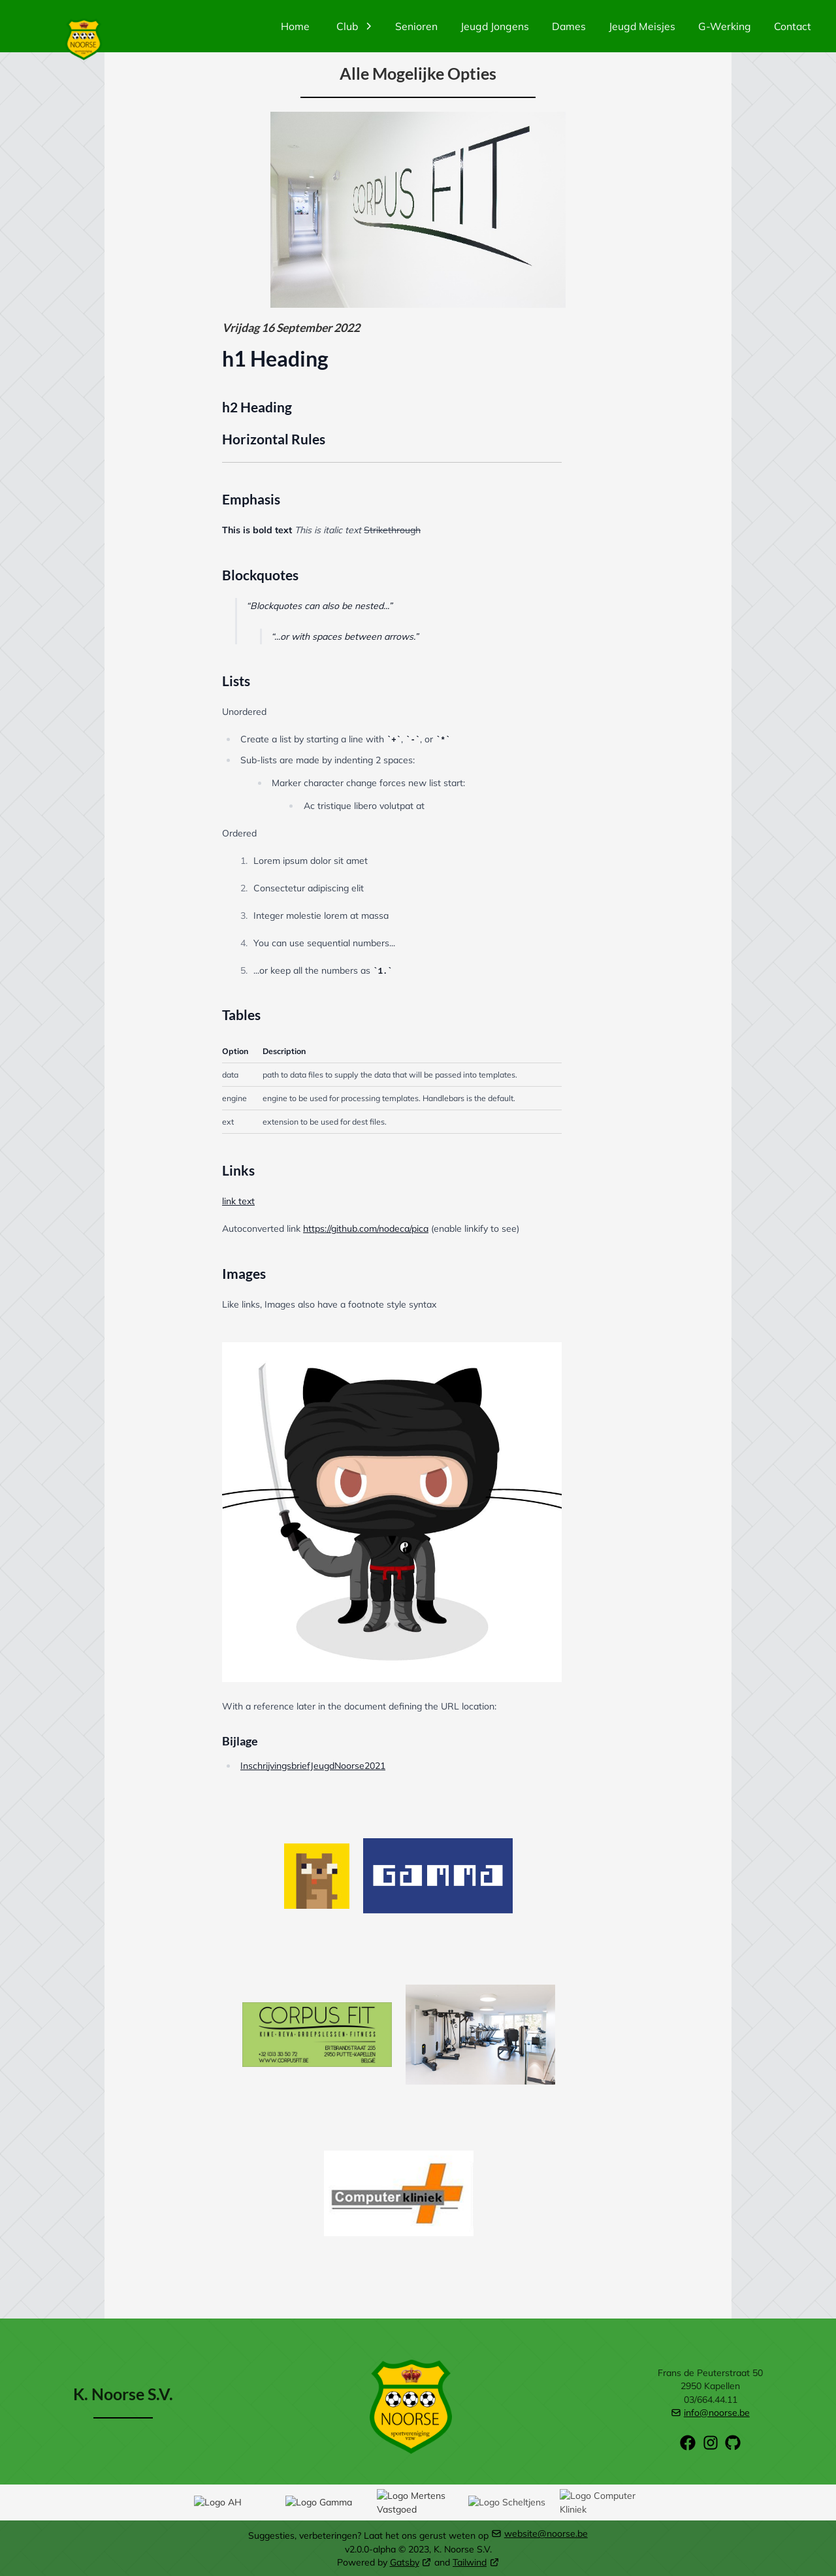 NOORSE
Home Club Senioren Jeugd Jongens Dames Jeugd Meisjes G-Werking Contact
Alle Mogelijke Opties
CORPUS FIT
Vrijdag 16 September 2022
h1 Heading
h2 Heading
Horizontal Rules
Emphasis
This is bold text This is italic text Strikethrough
Blockquotes
“Blockquotes can also be nested...”
“...or with spaces between arrows.”
Lists
Unordered
Create a list by starting a line with `+`, `-`, or `*`
Sub-lists are made by indenting 2 spaces:
Marker character change forces new list start:
Ac tristique libero volutpat at
Ordered
1. Lorem ipsum dolor sit amet
2. Consectetur adipiscing elit
3. Integer molestie lorem at massa
4. You can use sequential numbers...
5. ...or keep all the numbers as `1.`
Tables
Option Description
data path to data files to supply the data that will be passed into templates.
engine engine to be used for processing templates. Handlebars is the default.
ext extension to be used for dest files.
Links
link text
Autoconverted link https://github.com/nodeca/pica (enable linkify to see)
Images
Like links, Images also have a footnote style syntax
With a reference later in the document defining the URL location:
Bijlage
InschrijvingsbriefJeugdNoorse2021
GAMMA
CORPUS FIT
KINE-REVA-GROEPSLESSEN-FITNESS
+32 (0)3 313 50 72 ERTBRANDSTRAAT 235
WWW.CORPUSFIT.BE 2950 PUTTE-KAPELLEN
BELGIE
Computerkliniek
K. Noorse S.V.
NOORSE
sportvereniging
vzw
Frans de Peuterstraat 50
2950 Kapellen
03/664.44.11
info@noorse.be
Logo AH Logo Gamma Logo Mertens Vastgoed Logo Scheltjens Logo Computer Kliniek
Suggesties, verbeteringen? Laat het ons gerust weten op website@noorse.be
v2.0.0-alpha © 2023, K. Noorse S.V.
Powered by Gatsby and Tailwind